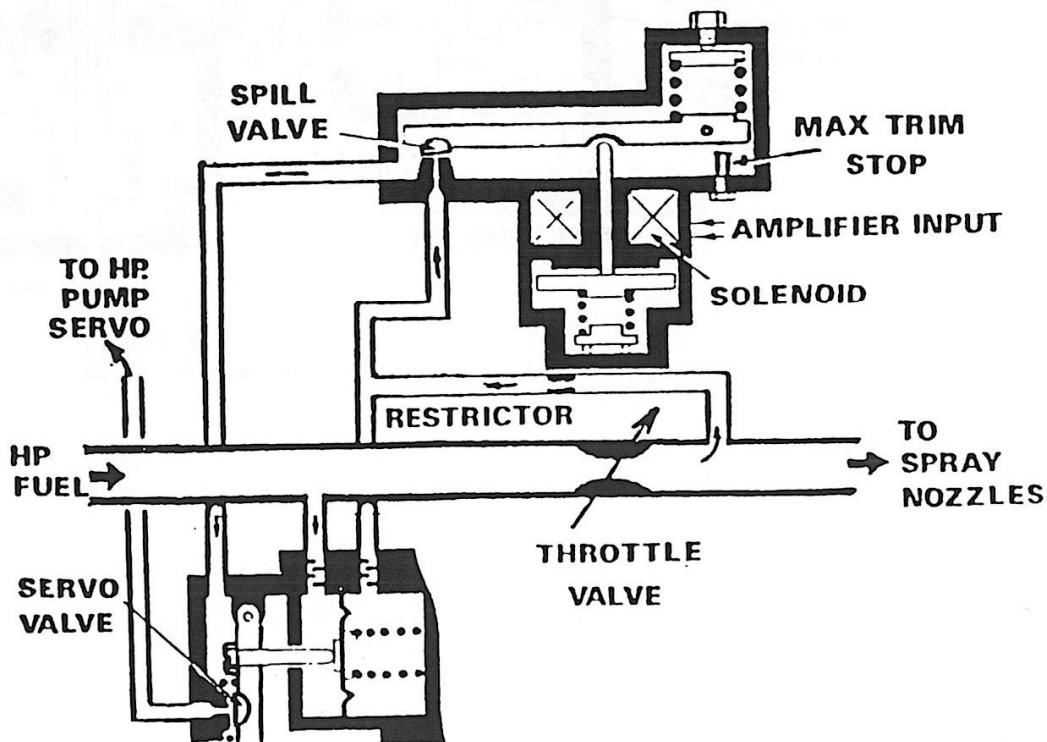 SPILL
VALVE
MAX TRIM
STOP
AMPLIFIER INPUT
SOLENOID
TO HP.
PUMP
SERVO
RESTRICTOR
HP
FUEL
TO
SPRAY
NOZZLES
THROTTLE
VALVE
SERVO
VALVE